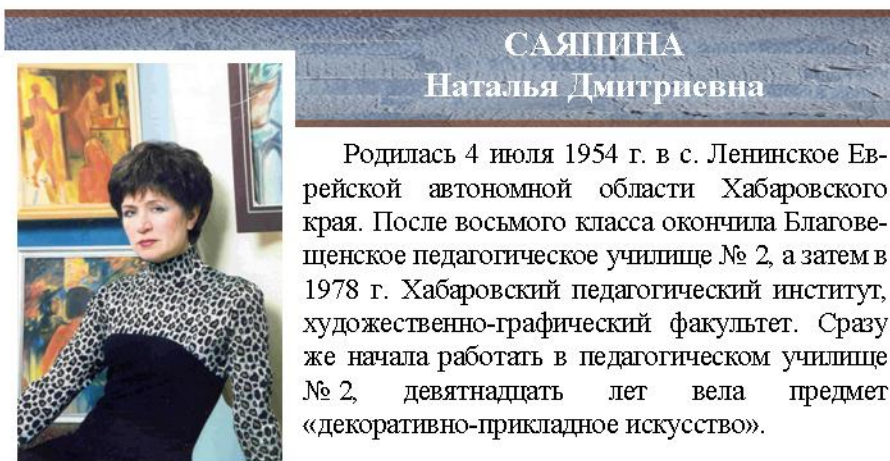 САЯПИНА
Наталья Дмитриевна
Родилась 4 июля 1954 г. в с. Ленинское Ев-
рейской автономной области Хабаровского
края. После восьмого класса окончила Благове-
щенское педагогическое училище № 2, а затем в
1978 г. Хабаровский педагогический институт,
художественно-графический факультет. Сразу
же начала работать в педагогическом училище
№ 2, девятнадцать лет вела предмет
«декоративно-прикладное искусство».